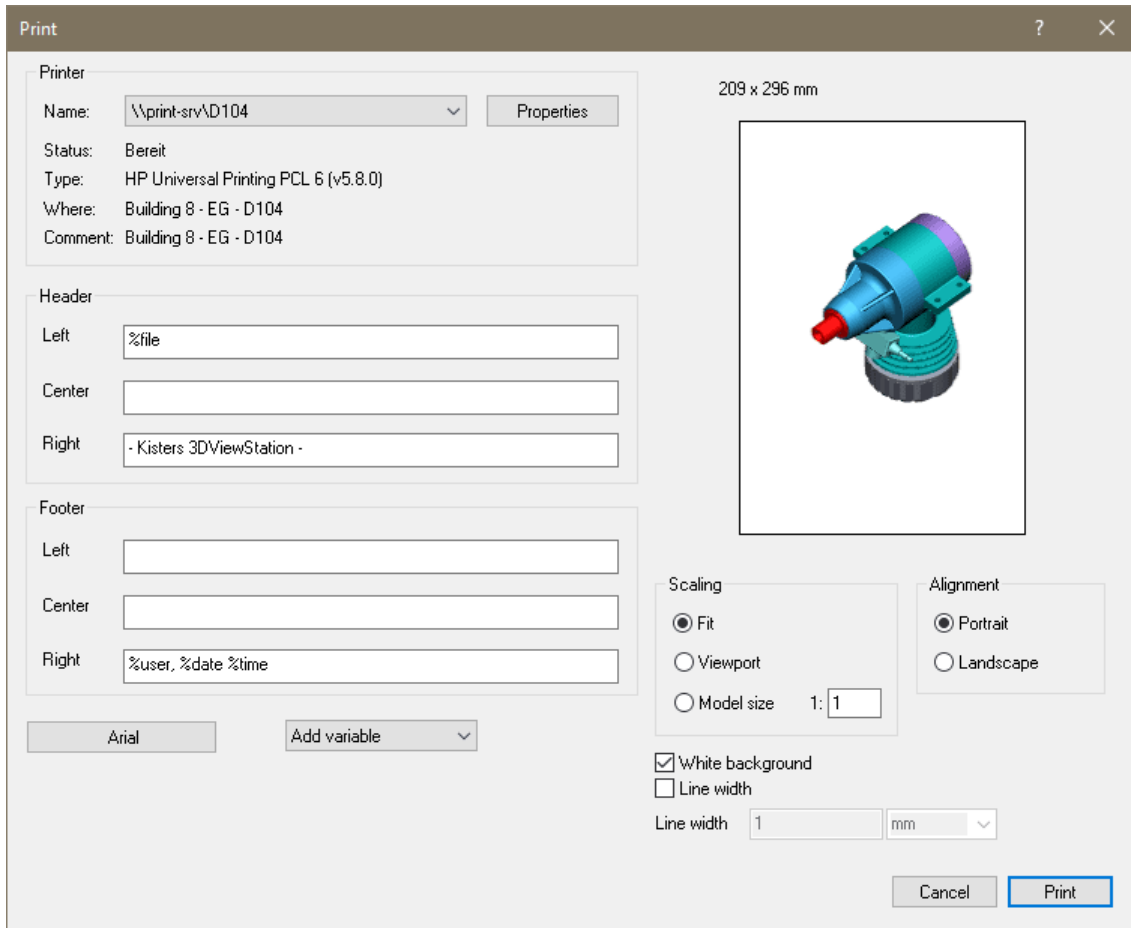 Print
Printer
Name: \\print-srv\D104 Properties
Status: Bereit
Type: HP Universal Printing PCL 6 (v5.8.0)
Where: Building 8 - EG - D104
Comment: Building 8 - EG - D104
Header
Left %file
Center
Right - Kisters 3DViewStation -
Footer
Left
Center
Right %user, %date %time
Arial Add variable
209 x 296 mm
Scaling
Fit
Viewport
Model size 1: 1
Alignment
Portrait
Landscape
White background
Line width
Line width 1 mm
Cancel Print